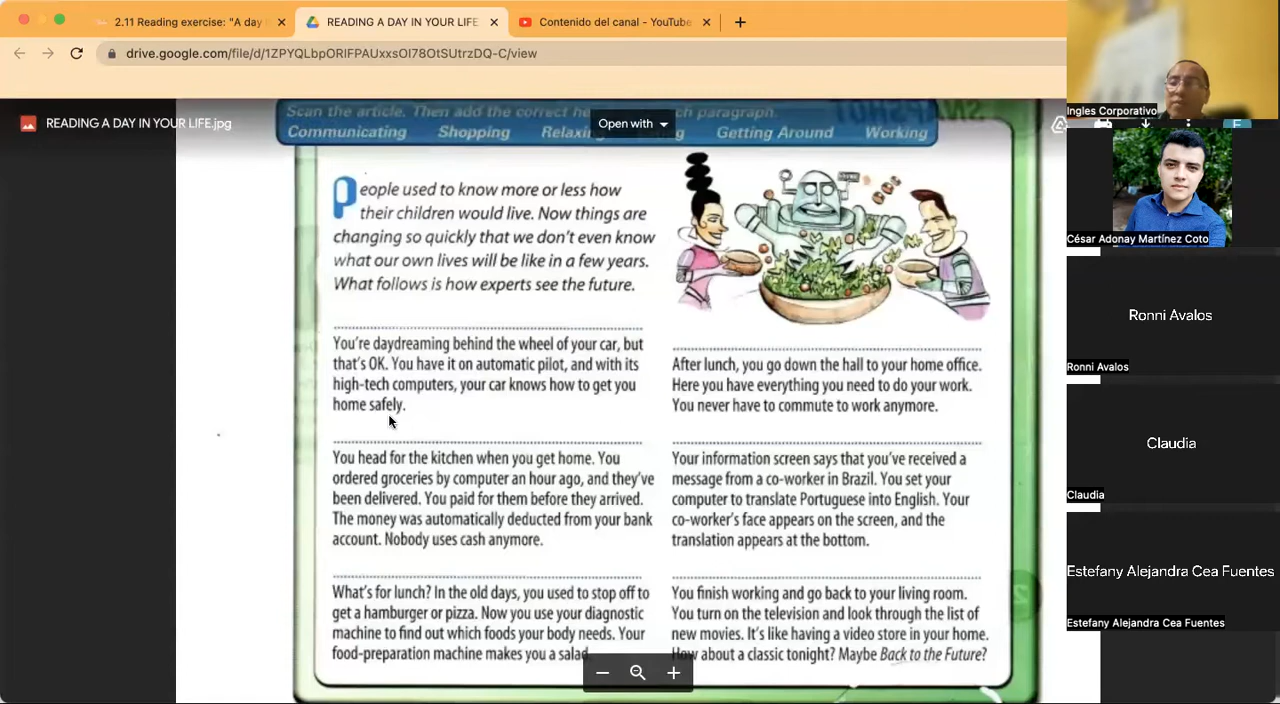 2.11 Reading exercise: "A day
READING A DAY IN YOUR LIFE
Contenido del canal - YouTube
drive.google.com/file/d/1ZPYQLbpORlFPAUxxsOl78OtSUtrzDQ-C/view
READING A DAY IN YOUR LIFE.jpg
Open with
Scan the article. Then add the correct paragraph.
Communicating Shopping Getting Around Working
People used to know more or less how
their children would live. Now things are
changing so quickly that we don't even know
what our own lives will be like in a few years.
What follows is how experts see the future.
You're daydreaming behind the wheel of your car, but
that's OK. You have it on automatic pilot, and with its
high-tech computers, your car knows how to get you
home safely.
You head for the kitchen when you get home. You
ordered groceries by computer an hour ago, and they've
been delivered. You paid for them before they arrived.
The money was automatically deducted from your bank
account. Nobody uses cash anymore.
What's for lunch? In the old days, you used to stop off to
get a hamburger or pizza. Now you use your diagnostic
machine to find out which foods your body needs. Your
food-preparation machine makes you a salad.
After lunch, you go down the hall to your home office.
Here you have everything you need to do your work.
You never have to commute to work anymore.
Your information screen says that you've received a
message from a co-worker in Brazil. You set your
computer to translate Portuguese into English. Your
co-worker's face appears on the screen, and the
translation appears at the bottom.
You finish working and go back to your living room.
You turn on the television and look through the list of
new movies. It's like having a video store in your home.
How about a classic tonight? Maybe Back to the Future?
Ingles Corporativo
César Adonay Martínez Coto
Ronni Avalos
Ronni Avalos
Claudia
Claudia
Estefany Alejandra Cea Fuentes
Estefany Alejandra Cea Fuentes